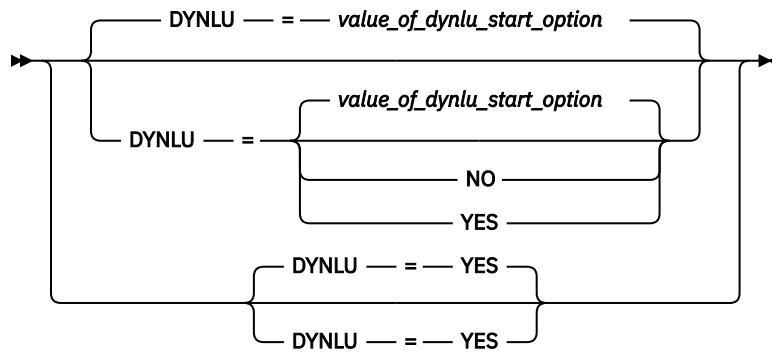 DYNLU = value_of_dynlu_start_option
value_of_dynlu_start_option
DYNLU =
NO
YES
DYNLU = YES
DYNLU = YES